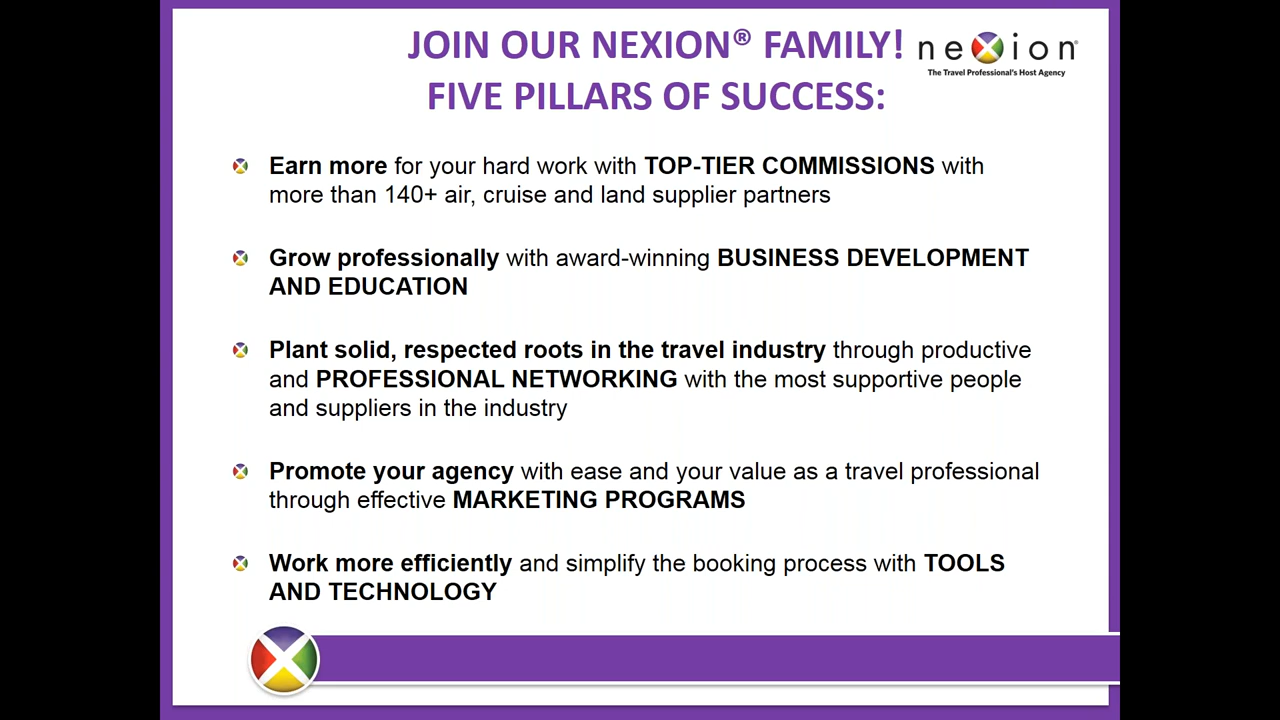 JOIN OUR NEXION® FAMILY!
FIVE PILLARS OF SUCCESS:
nexion®
The Travel Professional's Host Agency
Earn more for your hard work with TOP-TIER COMMISSIONS with
more than 140+ air, cruise and land supplier partners
Grow professionally with award-winning BUSINESS DEVELOPMENT
AND EDUCATION
Plant solid, respected roots in the travel industry through productive
and PROFESSIONAL NETWORKING with the most supportive people
and suppliers in the industry
Promote your agency with ease and your value as a travel professional
through effective MARKETING PROGRAMS
Work more efficiently and simplify the booking process with TOOLS
AND TECHNOLOGY